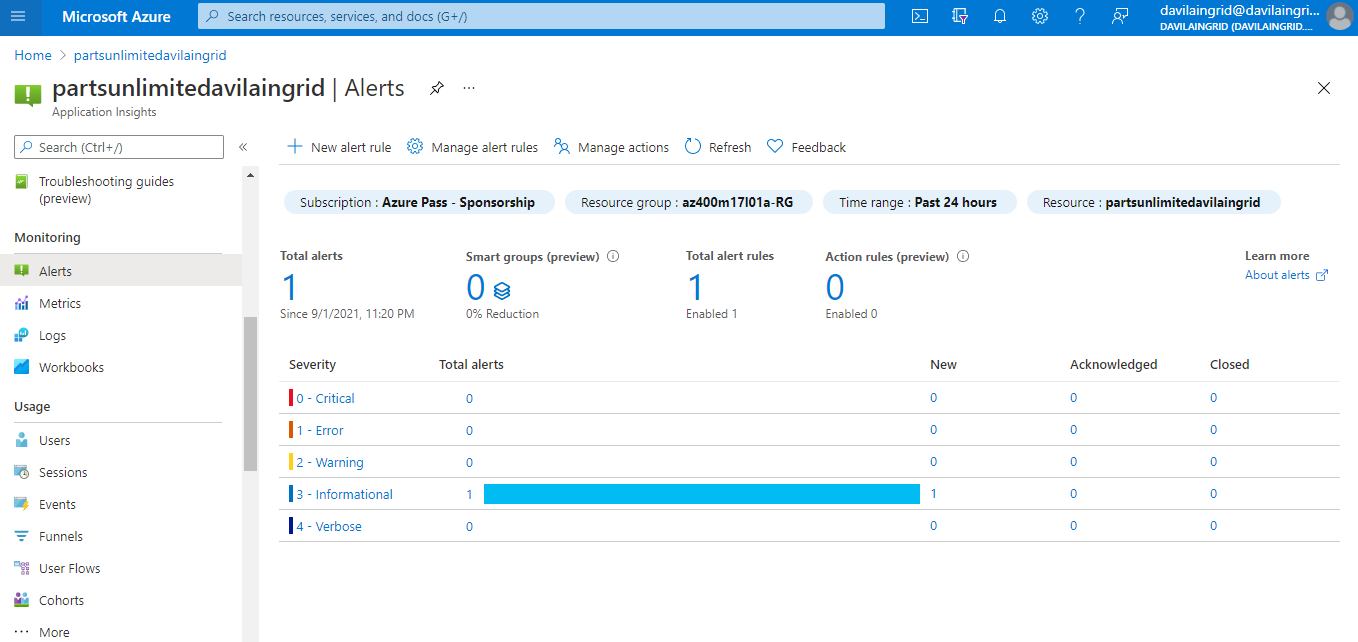 Microsoft Azure
Search resources, services, and docs (G+/)
davilaingrid@davilaingri...
DAVILAINGRID (DAVILAINGRID....
Home > partsunlimitedavilaingrid
partsunlimitedavilaingrid | Alerts
Application Insights
Search (Ctrl+/)
Troubleshooting guides
(preview)
Monitoring
Alerts
Metrics
Logs
Workbooks
Usage
Users
Sessions
Events
Funnels
User Flows
Cohorts
More
New alert rule Manage alert rules Manage actions Refresh Feedback
Subscription : Azure Pass - Sponsorship Resource group : az400m17l01a-RG Time range : Past 24 hours Resource : partsunlimitedavilaingrid
Total alerts
1
Since 9/1/2021, 11:20 PM
Smart groups (preview)
0
0% Reduction
Total alert rules
1
Enabled 1
Action rules (preview)
0
Enabled 0
Learn more
About alerts
Severity Total alerts New Acknowledged Closed
0 - Critical 0 0 0 0
1 - Error 0 0 0 0
2 - Warning 0 0 0 0
3 - Informational 1 1 0 0
4 - Verbose 0 0 0 0